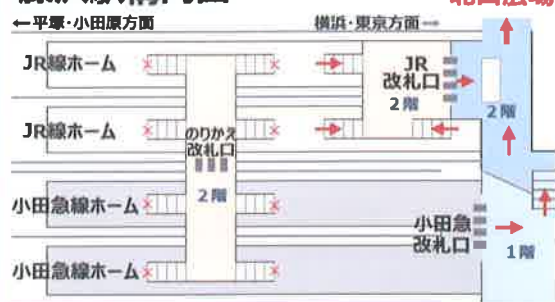 ←平塚・小田原方面
横浜・東京方面→
JR線ホーム
JR
改札口
2階
2階
JR線ホーム
のりかえ
改札口
2階
小田急線ホーム
小田急
改札口
1階
小田急線ホーム